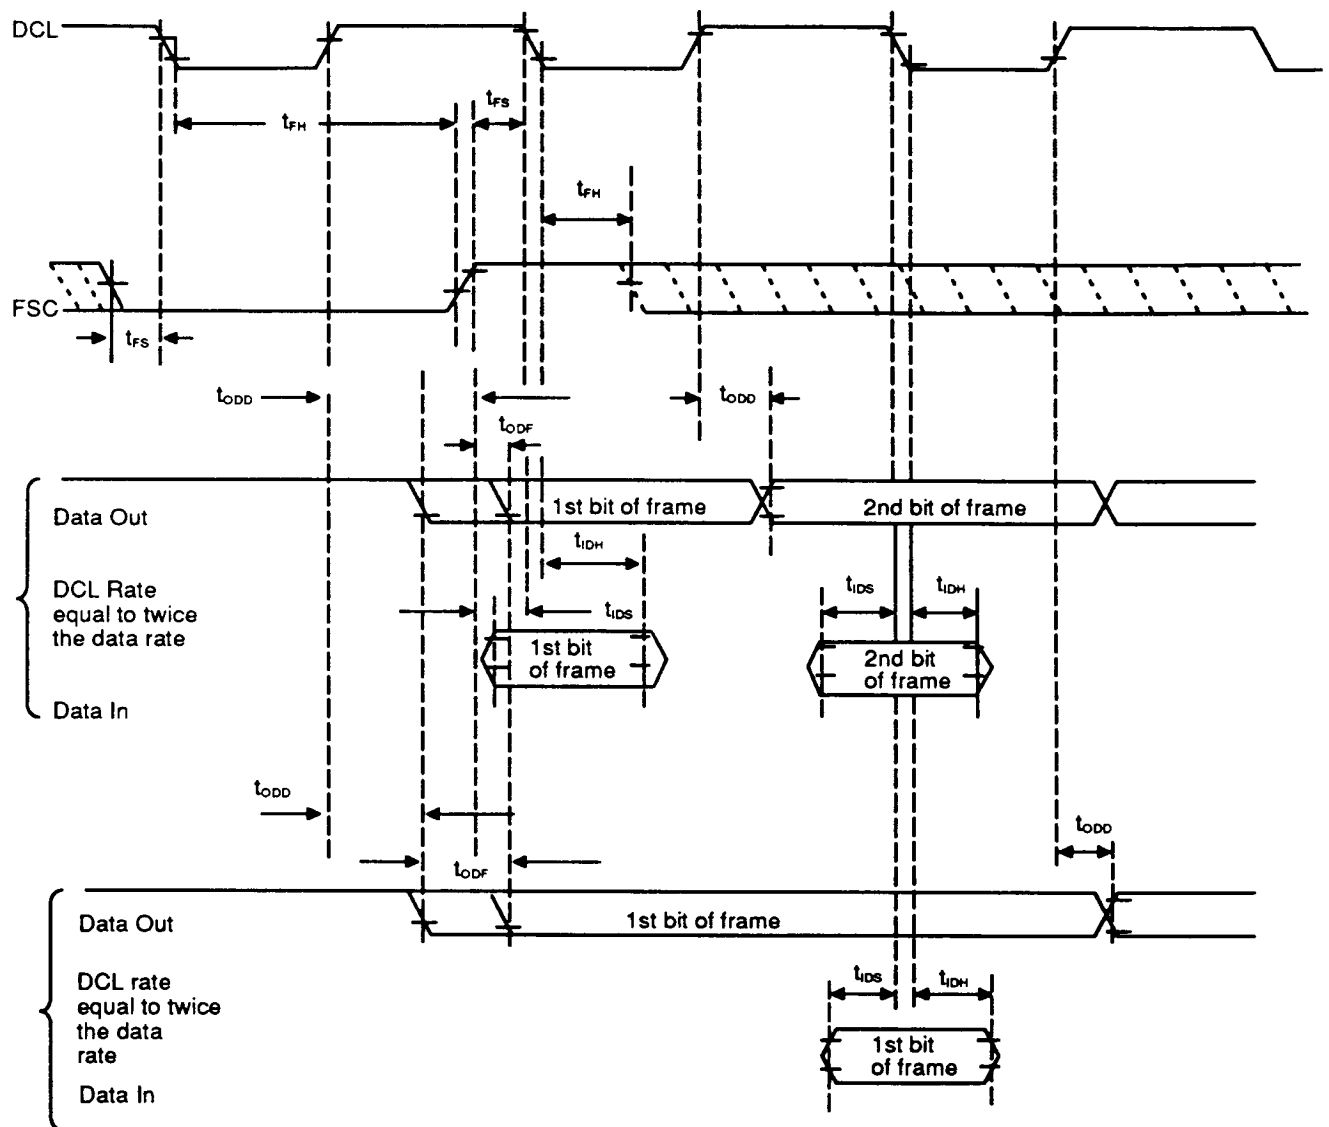 DCL
tFS
tFH
tFH
FSC
tFS
tODD
tODD
tODF
1st bit of frame
2nd bit of frame
Data Out
tIDH
tIDS
tIDH
DCL Rate
equal to twice
the data rate
tIDS
1st bit
of frame
2nd bit
of frame
Data In
tODD
tODD
tODF
Data Out
1st bit of frame
DCL rate
equal to twice
the data
rate
tIDS
tIDH
1st bit
of frame
Data In